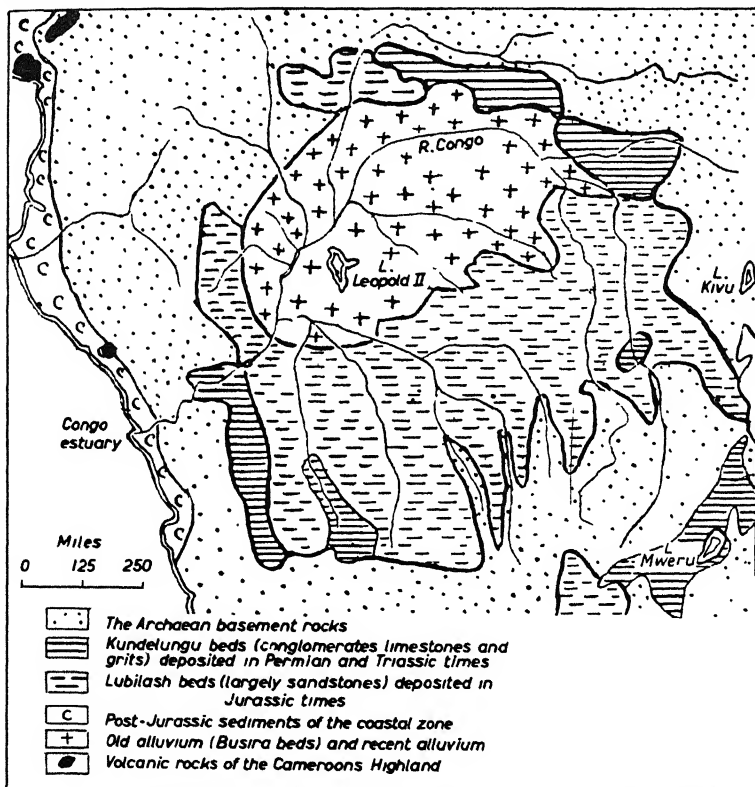 R. Congo
L.
Leopold II
L.
Kivu
Congo
estuary
Miles
0 125 250
L
Mweru
The Archaean basement rocks
Kundelungu beds (conglomerates limestones and
grits) deposited in Permian and Triassic times
Lubilash beds (largely sandstones) deposited in
Jurassic times
C Post-Jurassic sediments of the coastal zone
+ Old alluvium (Busira beds) and recent alluvium
Volcanic rocks of the Cameroons Highland